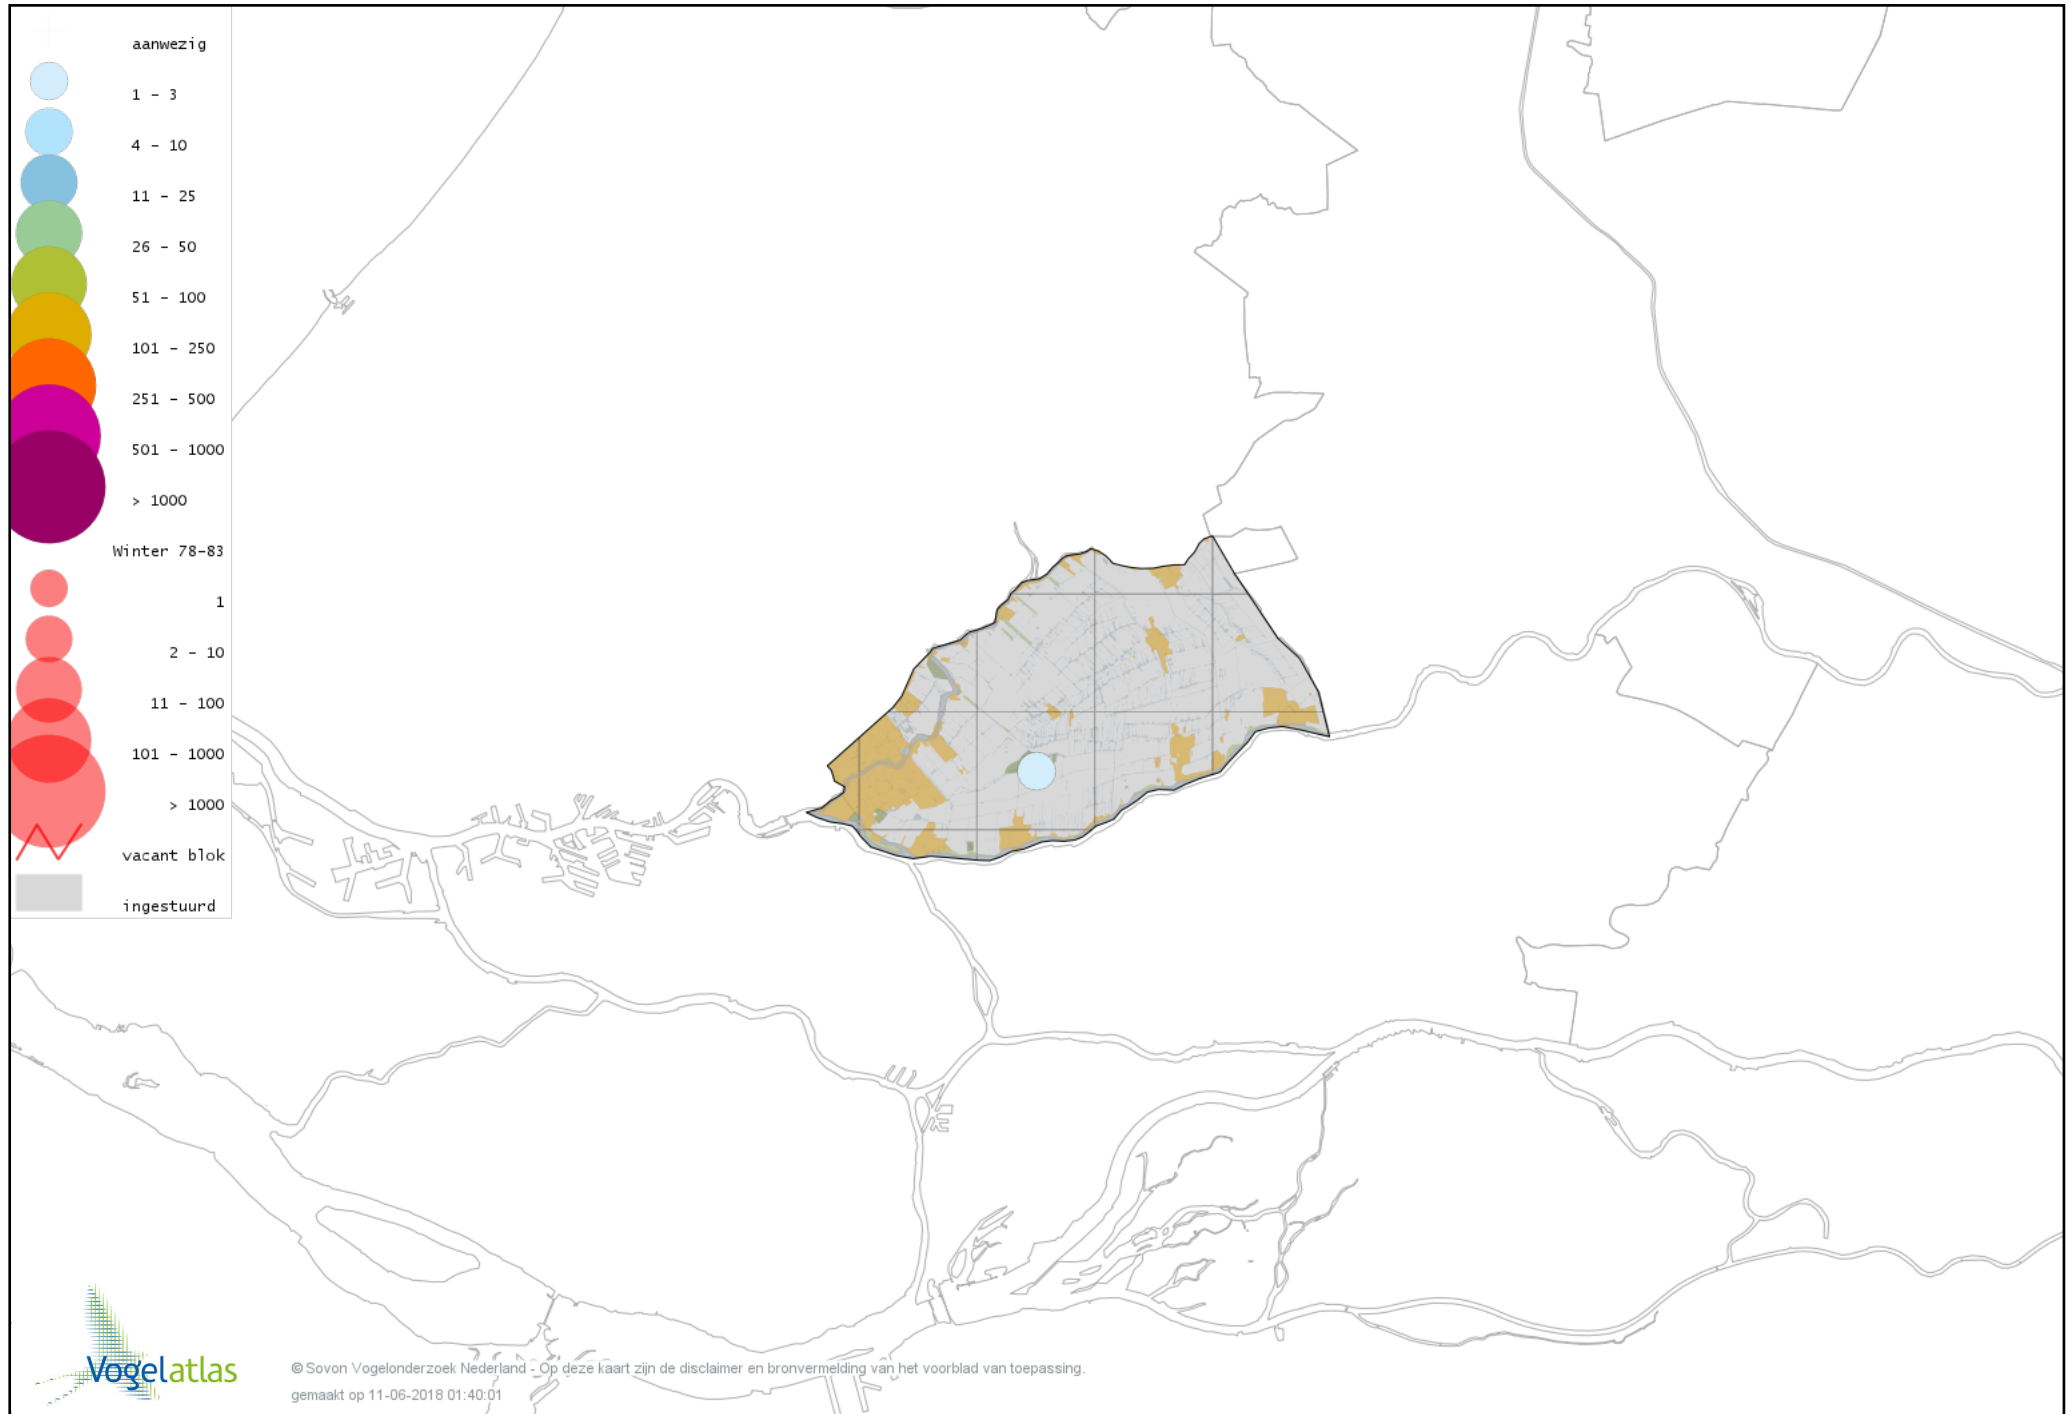 aanwezig
1 - 3
4 - 10
11 - 25
26 - 50
51 - 100
101 - 250
251 - 500
501 - 1000
> 1000
Winter 78-83
1
2 - 10
11 - 100
101 - 1000
> 1000
vacant blok
ingestuurd
Vogelatlas
© Sovon Vogelonderzoek Nederland - Op deze kaart zijn de disclaimer en bronvermelding van het voorblad van toepassing.
gemaakt op 11-06-2018 01:40:01